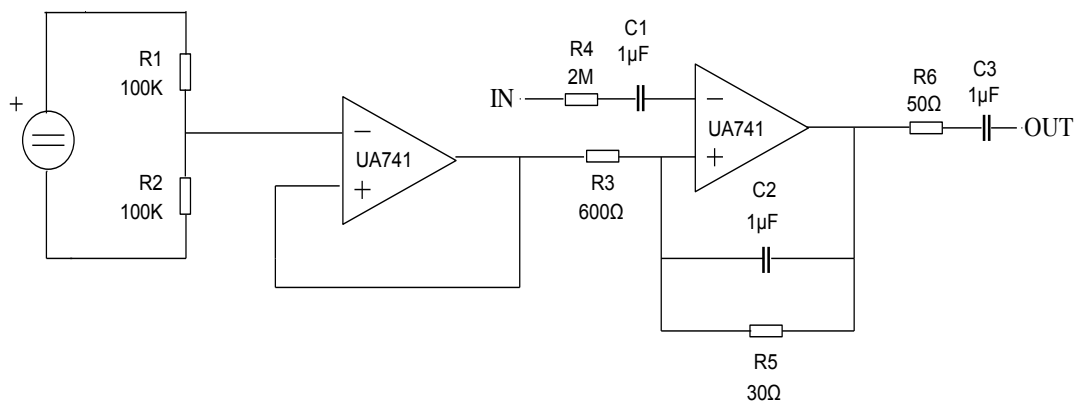 +
R1
100K
R2
100K
−
UA741
+
R3
600Ω
IN
R4
2M
C1
1µF
−
UA741
+
C2
1µF
R5
30Ω
R6
50Ω
C3
1µF
OUT